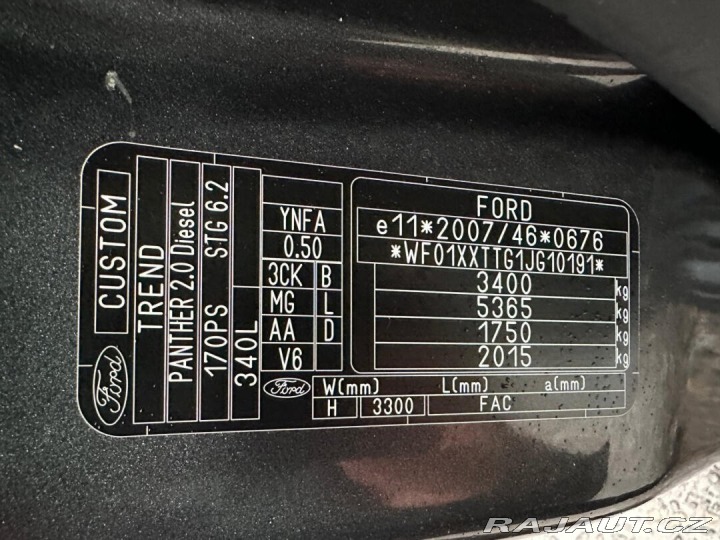 Ford
CUSTOM
TREND
PANTHER 2.0 Diesel
170PS STG 6.2
340L
YNFA
0.50
3CK B
MG L
AA D
V6
FORD
e11*2007/46*0676
*WF01XXTTG1JG10191*
3400 kg
5365 kg
1750
2015 kg
Ford
W(mm) L(mm) a(mm)
H 3300 FAC
RAJAUT.CZ